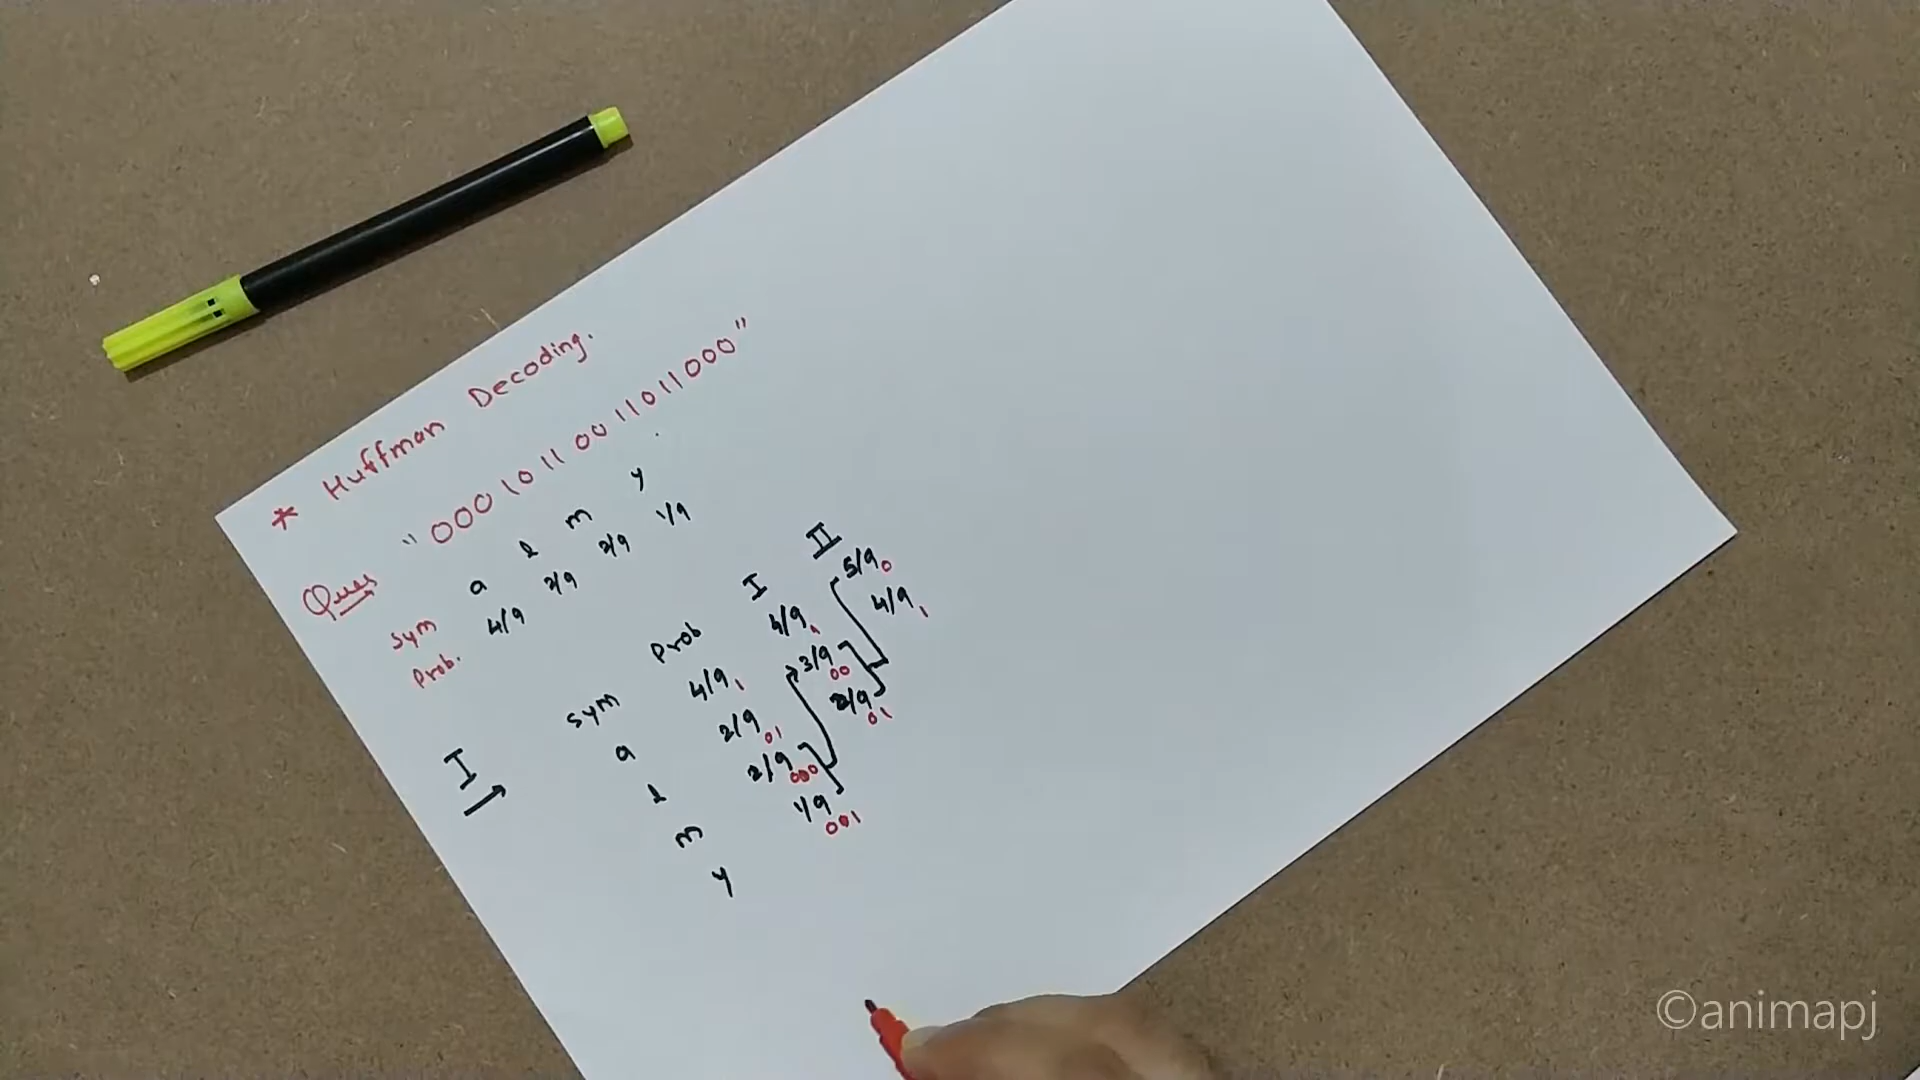 * Huffman Decoding.
Ques " 0001011001101​1000 "
Sym a l m y
Prob. 4/9 2/9 2/9 1/9
I → Sym Prob I II
a 4/9 1 4/9 1 5/9 0
l 2/9 01 3/9 00 4/9 1
m 2/9 000 2/9 01
y 1/9 001
©animapj